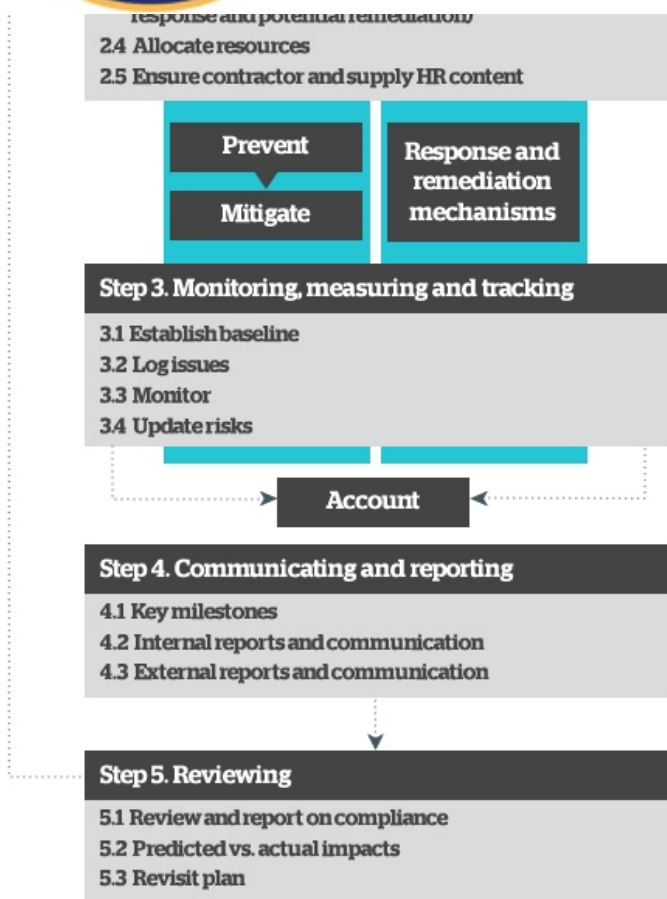 response and potential remediation)
2.4 Allocate resources
2.5 Ensure contractor and supply HR content
Prevent
Mitigate
Response and
remediation
mechanisms
Step 3. Monitoring, measuring and tracking
3.1 Establish baseline
3.2 Log issues
3.3 Monitor
3.4 Update risks
Account
Step 4. Communicating and reporting
4.1 Key milestones
4.2 Internal reports and communication
4.3 External reports and communication
Step 5. Reviewing
5.1 Review and report on compliance
5.2 Predicted vs. actual impacts
5.3 Revisit plan